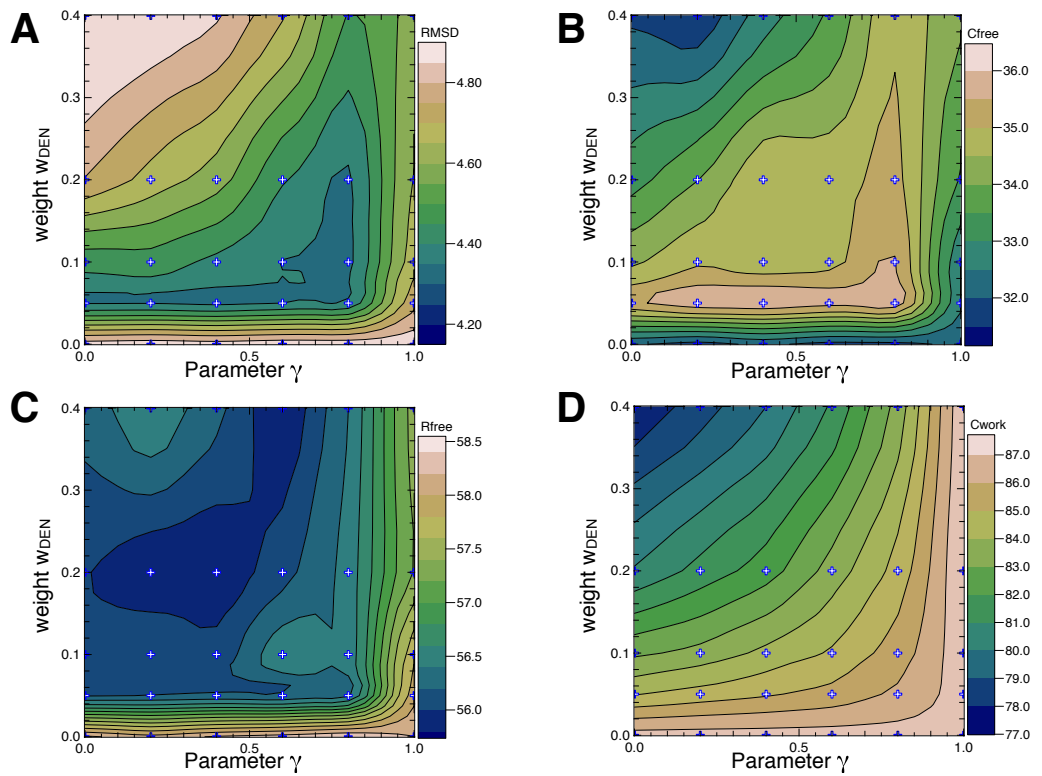 A
RMSD
0.4
0.3
0.2
0.1
0.0
weight wDEN
4.80
4.60
4.40
4.20
0.0 0.5 1.0
Parameter γ
B
Cfree
0.4
0.3
0.2
0.1
0.0
weight wDEN
36.0
35.0
34.0
33.0
32.0
0.0 0.5 1.0
Parameter γ
C
Rfree
0.4
0.3
0.2
0.1
0.0
weight wDEN
58.5
58.0
57.5
57.0
56.5
56.0
0.0 0.5 1.0
Parameter γ
D
Cwork
0.4
0.3
0.2
0.1
0.0
weight wDEN
87.0
86.0
85.0
84.0
83.0
82.0
81.0
80.0
79.0
78.0
77.0
0.0 0.5 1.0
Parameter γ